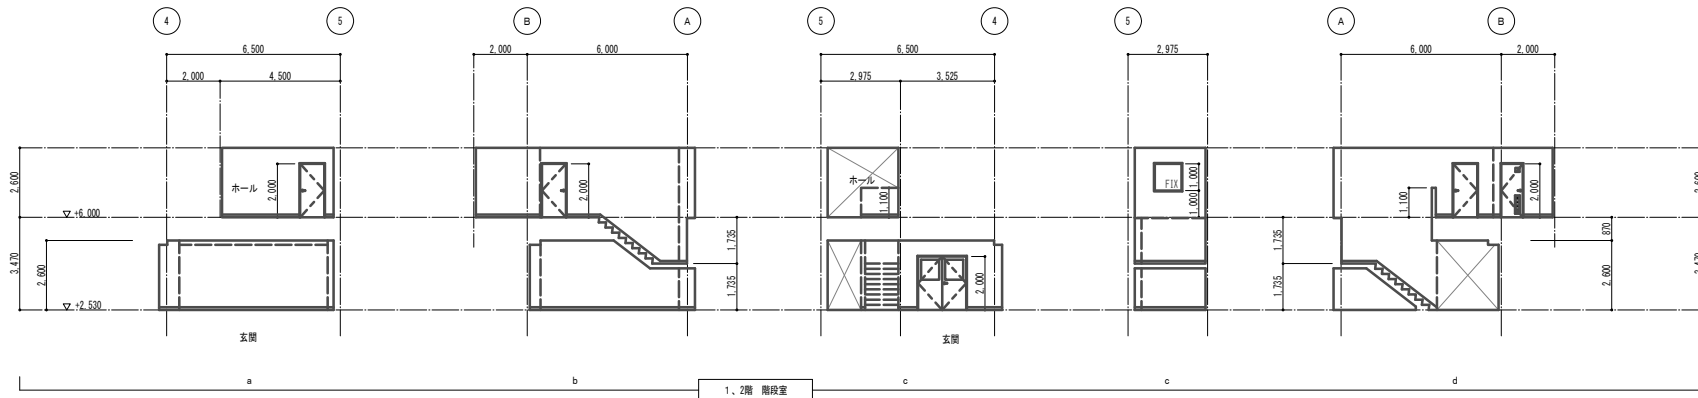 4 5 B A 5 4 5 A B
6,500 2,000 6,000 6,500 2,975 6,000 2,000
2,000 4,500 2,975 3,525
2,600 ホール 2,000 2,000 ホール 1,100 FIX 1,000 1,000 1,100 2,000 2,600
▽ +6,000
3,470 2,600 1,735 1,735 2,000 1,735 1,735 870 2,600 3,470
▽ +2,530
玄関 玄関
a b c c d
1、2階 階段室